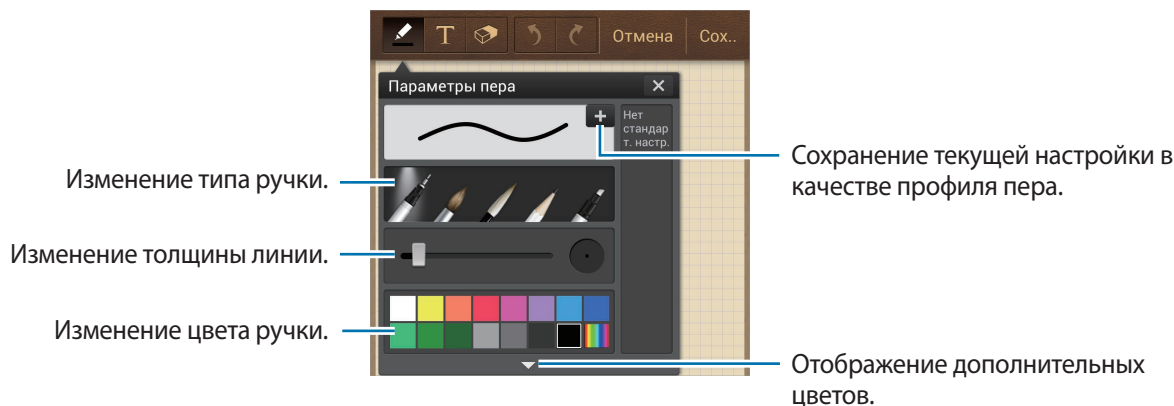 T
Отмена
Сох..
Параметры пера
Нет
стандар
т. настр.
Сохранение текущей настройки в
качестве профиля пера.
Изменение типа ручки.
Изменение толщины линии.
Изменение цвета ручки.
Отображение дополнительных
цветов.